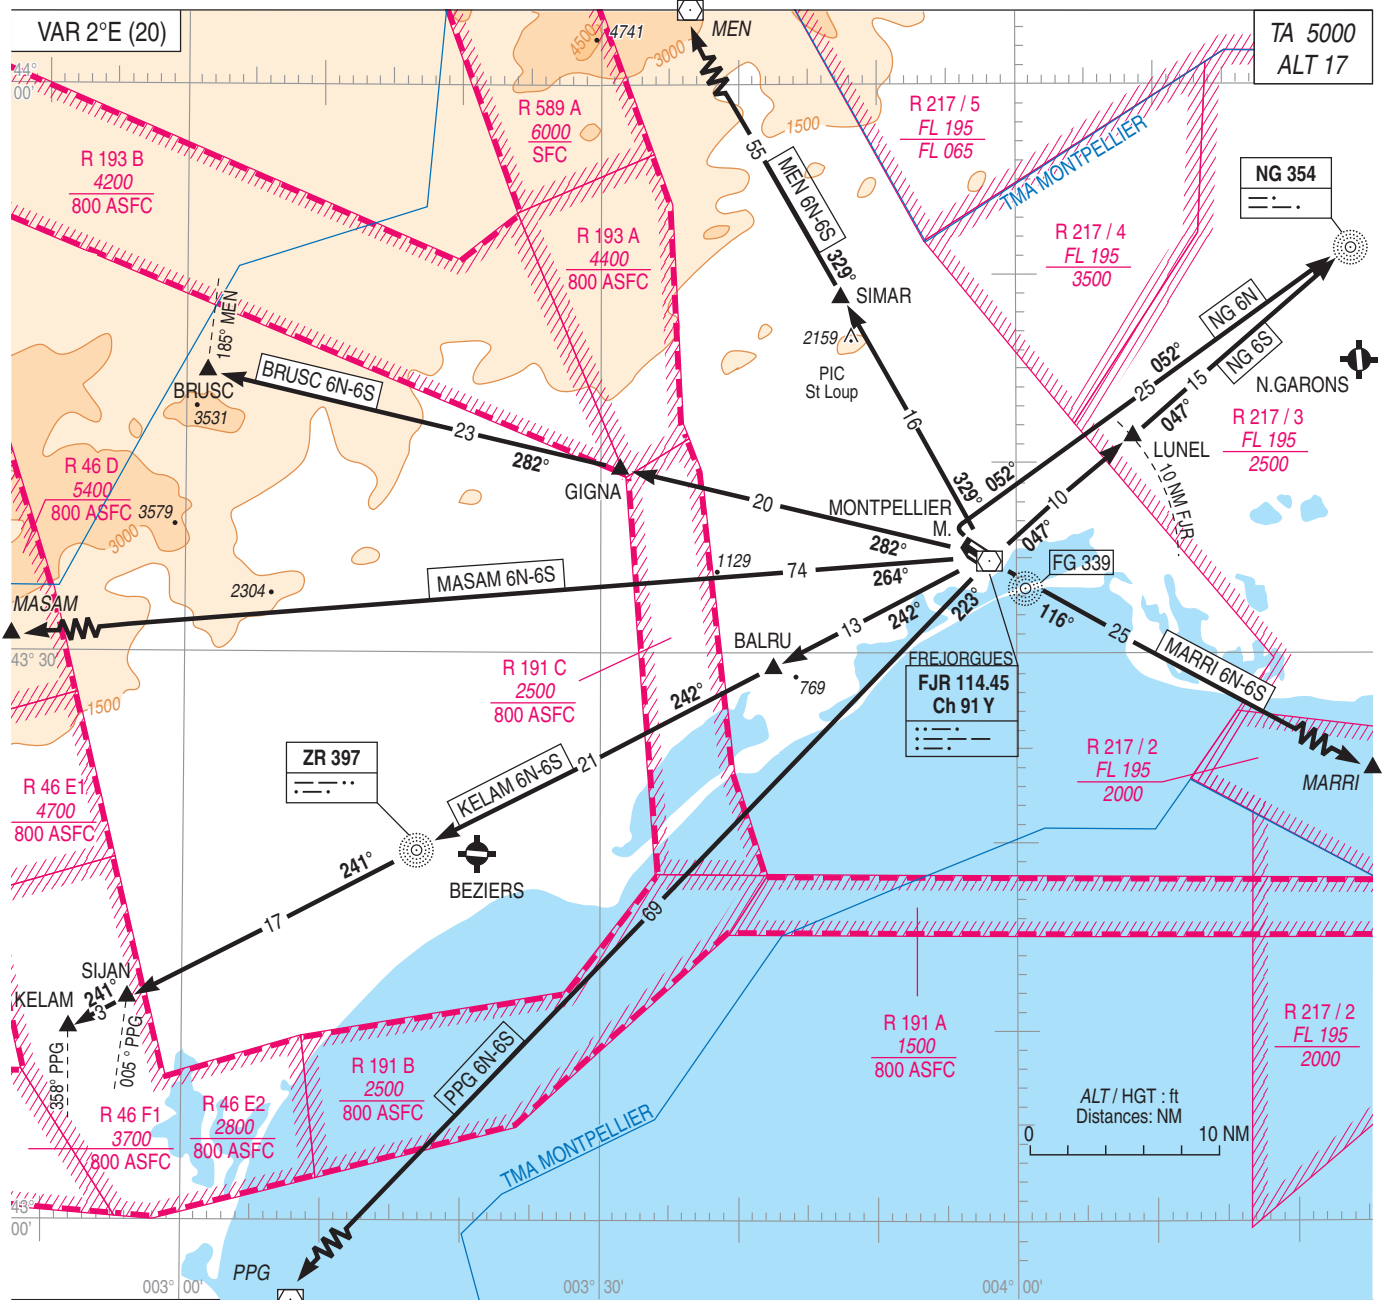 VAR 2°E (20)
MEN
4741
4500
3000
TA 5000
ALT 17
44°
00'
R 589 A
6000
SFC
R 217 / 5
FL 195
FL 065
1500
55
TMA MONTPELLIER
R 193 B
4200
800 ASFC
NG 354
MEN 6N-6S
R 193 A
4400
800 ASFC
R 217 / 4
FL 195
3500
329°
SIMAR
185° MEN
NG 6N
NG 6S
2159
PIC
St Loup
052°
25
15
047°
N.GARONS
BRUSC 6N-6S
BRUSC
3531
R 217 / 3
FL 195
2500
16
23
282°
LUNEL
R 46 D
5400
800 ASFC
GIGNA
10 NM FJR
329°
052°
20
10
MONTPELLIER
M.
3579
3000
047°
282°
1129
74
264°
FG 339
MASAM 6N-6S
2304
MASAM
242°
223°
116°
25
13
BALRU
43° 30'
MARRI 6N-6S
FREJORGUES
FJR 114.45
Ch 91 Y
R 191 C
2500
800 ASFC
769
242°
1500
ZR 397
21
KELAM 6N-6S
R 217 / 2
FL 195
2000
MARRI
R 46 E1
4700
800 ASFC
241°
BEZIERS
69
17
SIJAN
KELAM
241°
3
R 191 A
1500
800 ASFC
R 217 / 2
FL 195
2000
005° PPG
358° PPG
PPG 6N-6S
R 191 B
2500
800 ASFC
R 46 F1
3700
800 ASFC
R 46 E2
2800
800 ASFC
ALT / HGT : ft
Distances: NM
0
10 NM
TMA MONTPELLIER
43°
00'
PPG
003° 00'
003° 30'
004° 00'